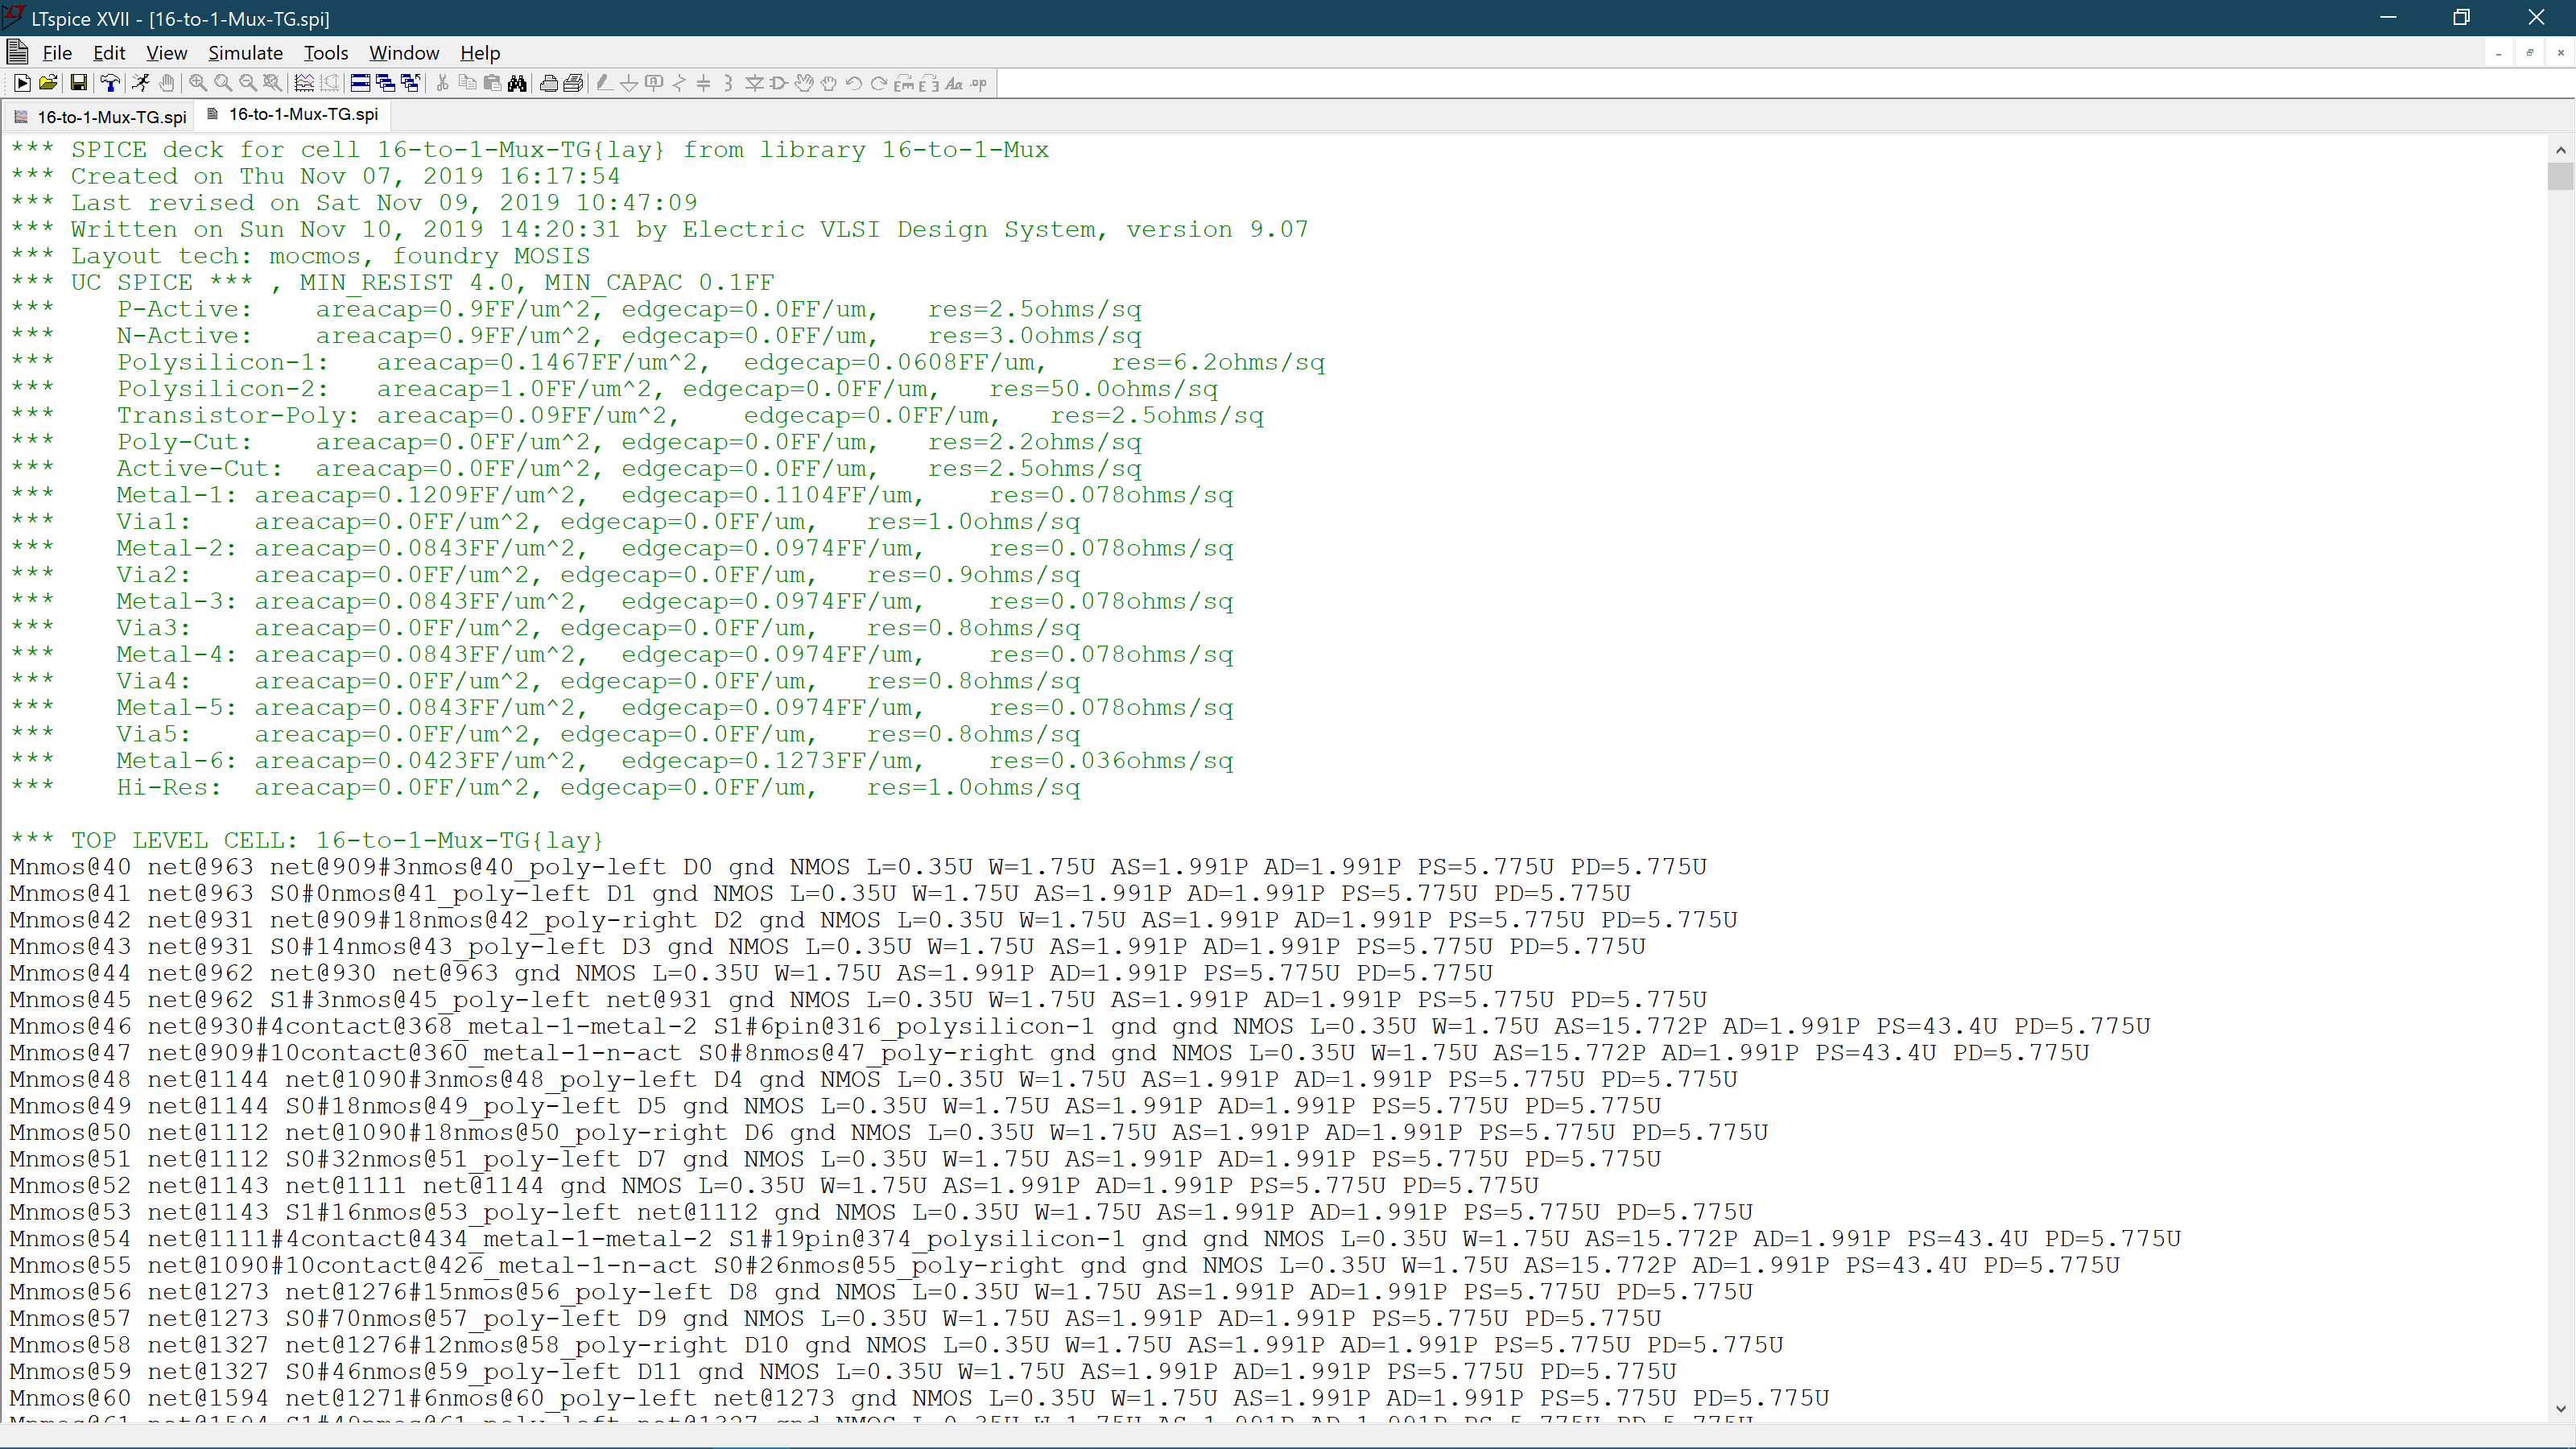 LTspice XVII - [16-to-1-Mux-TG.spi]
File Edit View Simulate Tools Window Help
16-to-1-Mux-TG.spi 16-to-1-Mux-TG.spi
*** SPICE deck for cell 16-to-1-Mux-TG{lay} from library 16-to-1-Mux
*** Created on Thu Nov 07, 2019 16:17:54
*** Last revised on Sat Nov 09, 2019 10:47:09
*** Written on Sun Nov 10, 2019 14:20:31 by Electric VLSI Design System, version 9.07
*** Layout tech: mocmos, foundry MOSIS
*** UC SPICE *** , MIN_RESIST 4.0, MIN_CAPAC 0.1FF
*** P-Active: areacap=0.9FF/um^2, edgecap=0.0FF/um, res=2.5ohms/sq
*** N-Active: areacap=0.9FF/um^2, edgecap=0.0FF/um, res=3.0ohms/sq
*** Polysilicon-1: areacap=0.1467FF/um^2, edgecap=0.0608FF/um, res=6.2ohms/sq
*** Polysilicon-2: areacap=1.0FF/um^2, edgecap=0.0FF/um, res=50.0ohms/sq
*** Transistor-Poly: areacap=0.09FF/um^2, edgecap=0.0FF/um, res=2.5ohms/sq
*** Poly-Cut: areacap=0.0FF/um^2, edgecap=0.0FF/um, res=2.2ohms/sq
*** Active-Cut: areacap=0.0FF/um^2, edgecap=0.0FF/um, res=2.5ohms/sq
*** Metal-1: areacap=0.1209FF/um^2, edgecap=0.1104FF/um, res=0.078ohms/sq
*** Via1: areacap=0.0FF/um^2, edgecap=0.0FF/um, res=1.0ohms/sq
*** Metal-2: areacap=0.0843FF/um^2, edgecap=0.0974FF/um, res=0.078ohms/sq
*** Via2: areacap=0.0FF/um^2, edgecap=0.0FF/um, res=0.9ohms/sq
*** Metal-3: areacap=0.0843FF/um^2, edgecap=0.0974FF/um, res=0.078ohms/sq
*** Via3: areacap=0.0FF/um^2, edgecap=0.0FF/um, res=0.8ohms/sq
*** Metal-4: areacap=0.0843FF/um^2, edgecap=0.0974FF/um, res=0.078ohms/sq
*** Via4: areacap=0.0FF/um^2, edgecap=0.0FF/um, res=0.8ohms/sq
*** Metal-5: areacap=0.0843FF/um^2, edgecap=0.0974FF/um, res=0.078ohms/sq
*** Via5: areacap=0.0FF/um^2, edgecap=0.0FF/um, res=0.8ohms/sq
*** Metal-6: areacap=0.0423FF/um^2, edgecap=0.1273FF/um, res=0.036ohms/sq
*** Hi-Res: areacap=0.0FF/um^2, edgecap=0.0FF/um, res=1.0ohms/sq
*** TOP LEVEL CELL: 16-to-1-Mux-TG{lay}
Mnmos@40 net@963 net@909#3nmos@40_poly-left D0 gnd NMOS L=0.35U W=1.75U AS=1.991P AD=1.991P PS=5.775U PD=5.775U
Mnmos@41 net@963 S0#0nmos@41_poly-left D1 gnd NMOS L=0.35U W=1.75U AS=1.991P AD=1.991P PS=5.775U PD=5.775U
Mnmos@42 net@931 net@909#18nmos@42_poly-right D2 gnd NMOS L=0.35U W=1.75U AS=1.991P AD=1.991P PS=5.775U PD=5.775U
Mnmos@43 net@931 S0#14nmos@43_poly-left D3 gnd NMOS L=0.35U W=1.75U AS=1.991P AD=1.991P PS=5.775U PD=5.775U
Mnmos@44 net@962 net@930 net@963 gnd NMOS L=0.35U W=1.75U AS=1.991P AD=1.991P PS=5.775U PD=5.775U
Mnmos@45 net@962 S1#3nmos@45_poly-left net@931 gnd NMOS L=0.35U W=1.75U AS=1.991P AD=1.991P PS=5.775U PD=5.775U
Mnmos@46 net@930#4contact@368_metal-1-metal-2 S1#6pin@316_polysilicon-1 gnd gnd NMOS L=0.35U W=1.75U AS=15.772P AD=1.991P PS=43.4U PD=5.775U
Mnmos@47 net@909#10contact@360_metal-1-n-act S0#8nmos@47_poly-right gnd gnd NMOS L=0.35U W=1.75U AS=15.772P AD=1.991P PS=43.4U PD=5.775U
Mnmos@48 net@1144 net@1090#3nmos@48_poly-left D4 gnd NMOS L=0.35U W=1.75U AS=1.991P AD=1.991P PS=5.775U PD=5.775U
Mnmos@49 net@1144 S0#18nmos@49_poly-left D5 gnd NMOS L=0.35U W=1.75U AS=1.991P AD=1.991P PS=5.775U PD=5.775U
Mnmos@50 net@1112 net@1090#18nmos@50_poly-right D6 gnd NMOS L=0.35U W=1.75U AS=1.991P AD=1.991P PS=5.775U PD=5.775U
Mnmos@51 net@1112 S0#32nmos@51_poly-left D7 gnd NMOS L=0.35U W=1.75U AS=1.991P AD=1.991P PS=5.775U PD=5.775U
Mnmos@52 net@1143 net@1111 net@1144 gnd NMOS L=0.35U W=1.75U AS=1.991P AD=1.991P PS=5.775U PD=5.775U
Mnmos@53 net@1143 S1#16nmos@53_poly-left net@1112 gnd NMOS L=0.35U W=1.75U AS=1.991P AD=1.991P PS=5.775U PD=5.775U
Mnmos@54 net@1111#4contact@434_metal-1-metal-2 S1#19pin@374_polysilicon-1 gnd gnd NMOS L=0.35U W=1.75U AS=15.772P AD=1.991P PS=43.4U PD=5.775U
Mnmos@55 net@1090#10contact@426_metal-1-n-act S0#26nmos@55_poly-right gnd gnd NMOS L=0.35U W=1.75U AS=15.772P AD=1.991P PS=43.4U PD=5.775U
Mnmos@56 net@1273 net@1276#15nmos@56_poly-left D8 gnd NMOS L=0.35U W=1.75U AS=1.991P AD=1.991P PS=5.775U PD=5.775U
Mnmos@57 net@1273 S0#70nmos@57_poly-left D9 gnd NMOS L=0.35U W=1.75U AS=1.991P AD=1.991P PS=5.775U PD=5.775U
Mnmos@58 net@1327 net@1276#12nmos@58_poly-right D10 gnd NMOS L=0.35U W=1.75U AS=1.991P AD=1.991P PS=5.775U PD=5.775U
Mnmos@59 net@1327 S0#46nmos@59_poly-left D11 gnd NMOS L=0.35U W=1.75U AS=1.991P AD=1.991P PS=5.775U PD=5.775U
Mnmos@60 net@1594 net@1271#6nmos@60_poly-left net@1273 gnd NMOS L=0.35U W=1.75U AS=1.991P AD=1.991P PS=5.775U PD=5.775U